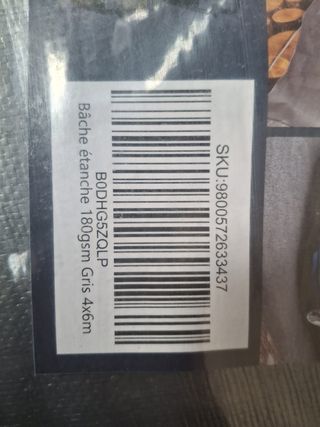 SKU:9800572633437
B0DHG5ZQLP
Bâche étanche 180gsm Gris 4x6m